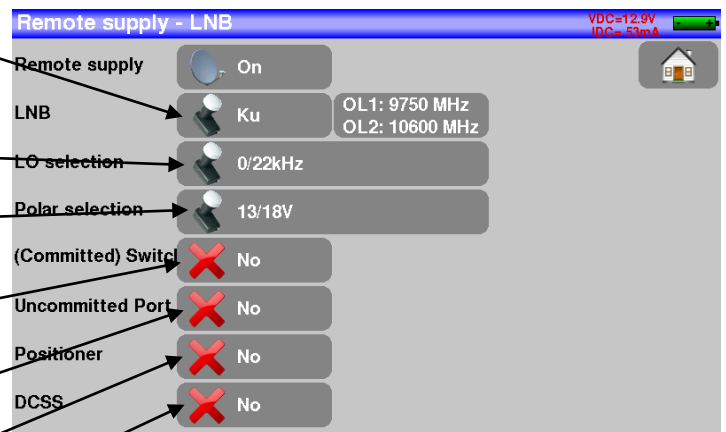 Remote supply - LNB
VDC=12.9V
IDC= 53mA
Remote supply On
LNB Ku OL1: 9750 MHz
OL2: 10600 MHz
LO selection 0/22kHz
Polar selection 13/18V
(Committed) Switc No
Uncommitted Port No
Positioner No
DCSS No